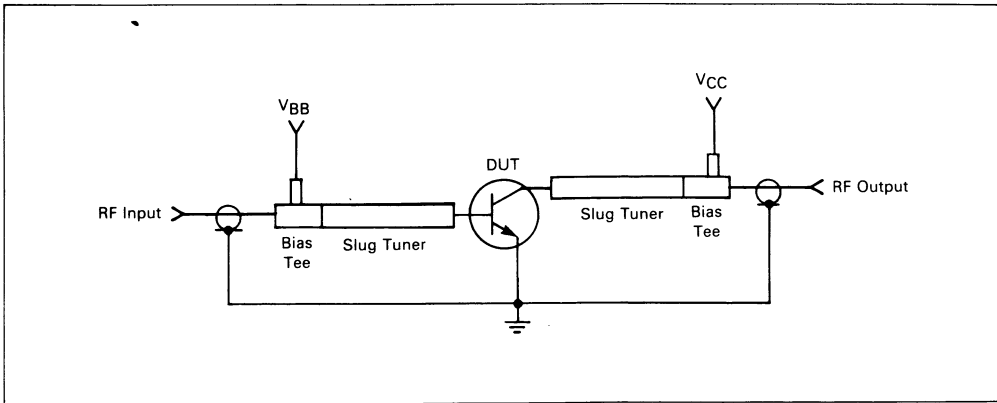 VBB
VCC
DUT
RF Input
Bias
Tee
Slug Tuner
Slug Tuner
Bias
Tee
RF Output